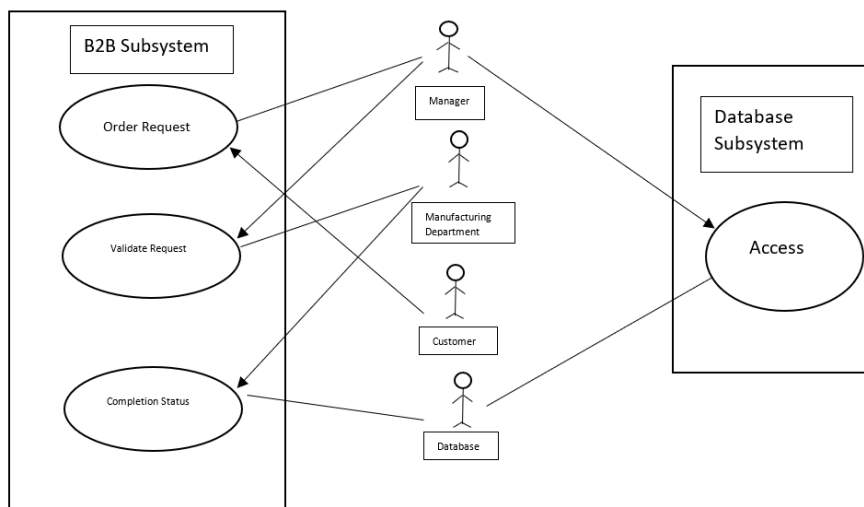 B2B Subsystem
Order Request
Validate Request
Completion Status
Manager
Manufacturing
Department
Customer
Database
Database
Subsystem
Access